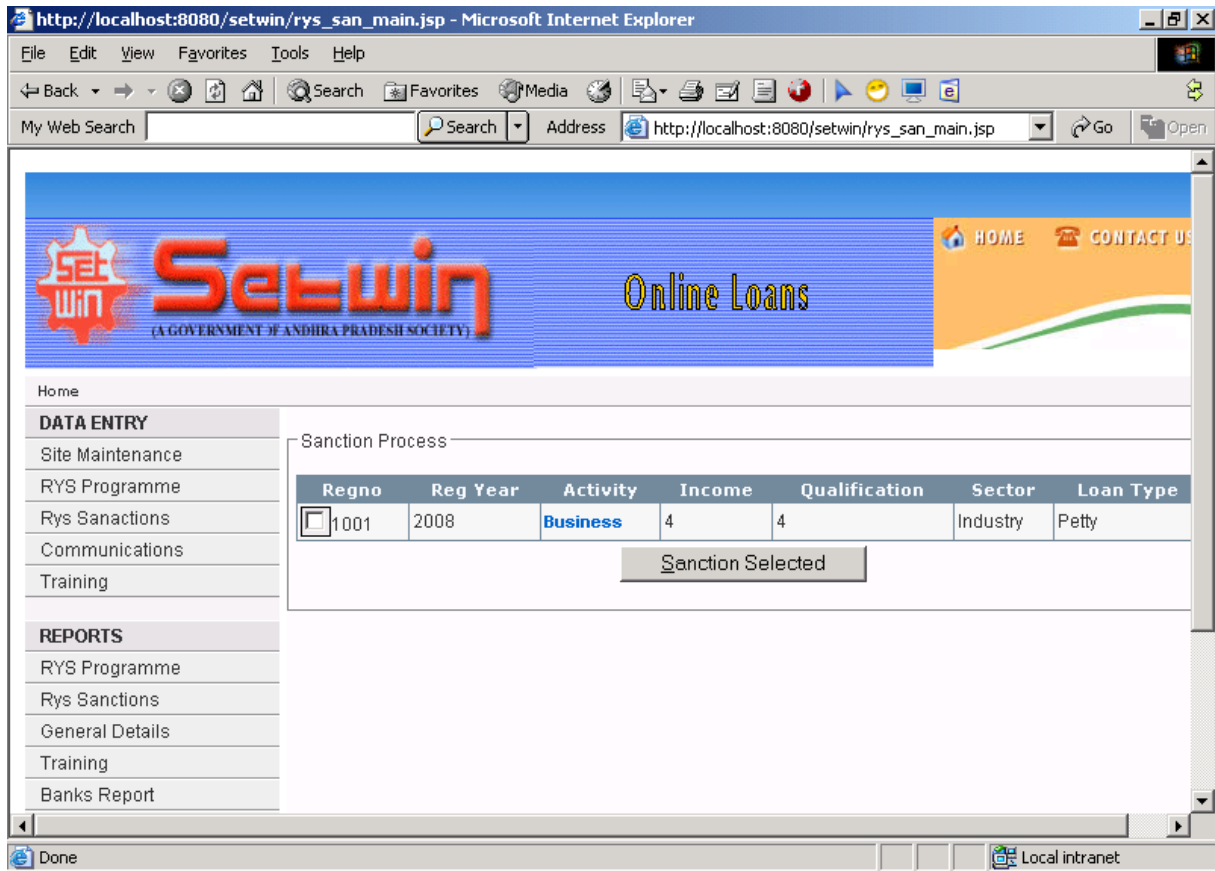 http://localhost:8080/setwin/rys_san_main.jsp - Microsoft Internet Explorer
File Edit View Favorites Tools Help
Back Search Favorites Media
My Web Search Search Address http://localhost:8080/setwin/rys_san_main.jsp Go Open
HOME CONTACT US
SET Setwin Online Loans
WIN
(A GOVERNMENT OF ANDHRA PRADESH SOCIETY)
Home
DATA ENTRY
Site Maintenance
RYS Programme
Rys Sanactions
Communications
Training
REPORTS
RYS Programme
Rys Sanctions
General Details
Training
Banks Report
Sanction Process
Regno Reg Year Activity Income Qualification Sector Loan Type
1001 2008 Business 4 4 Industry Petty
Sanction Selected
Done Local intranet